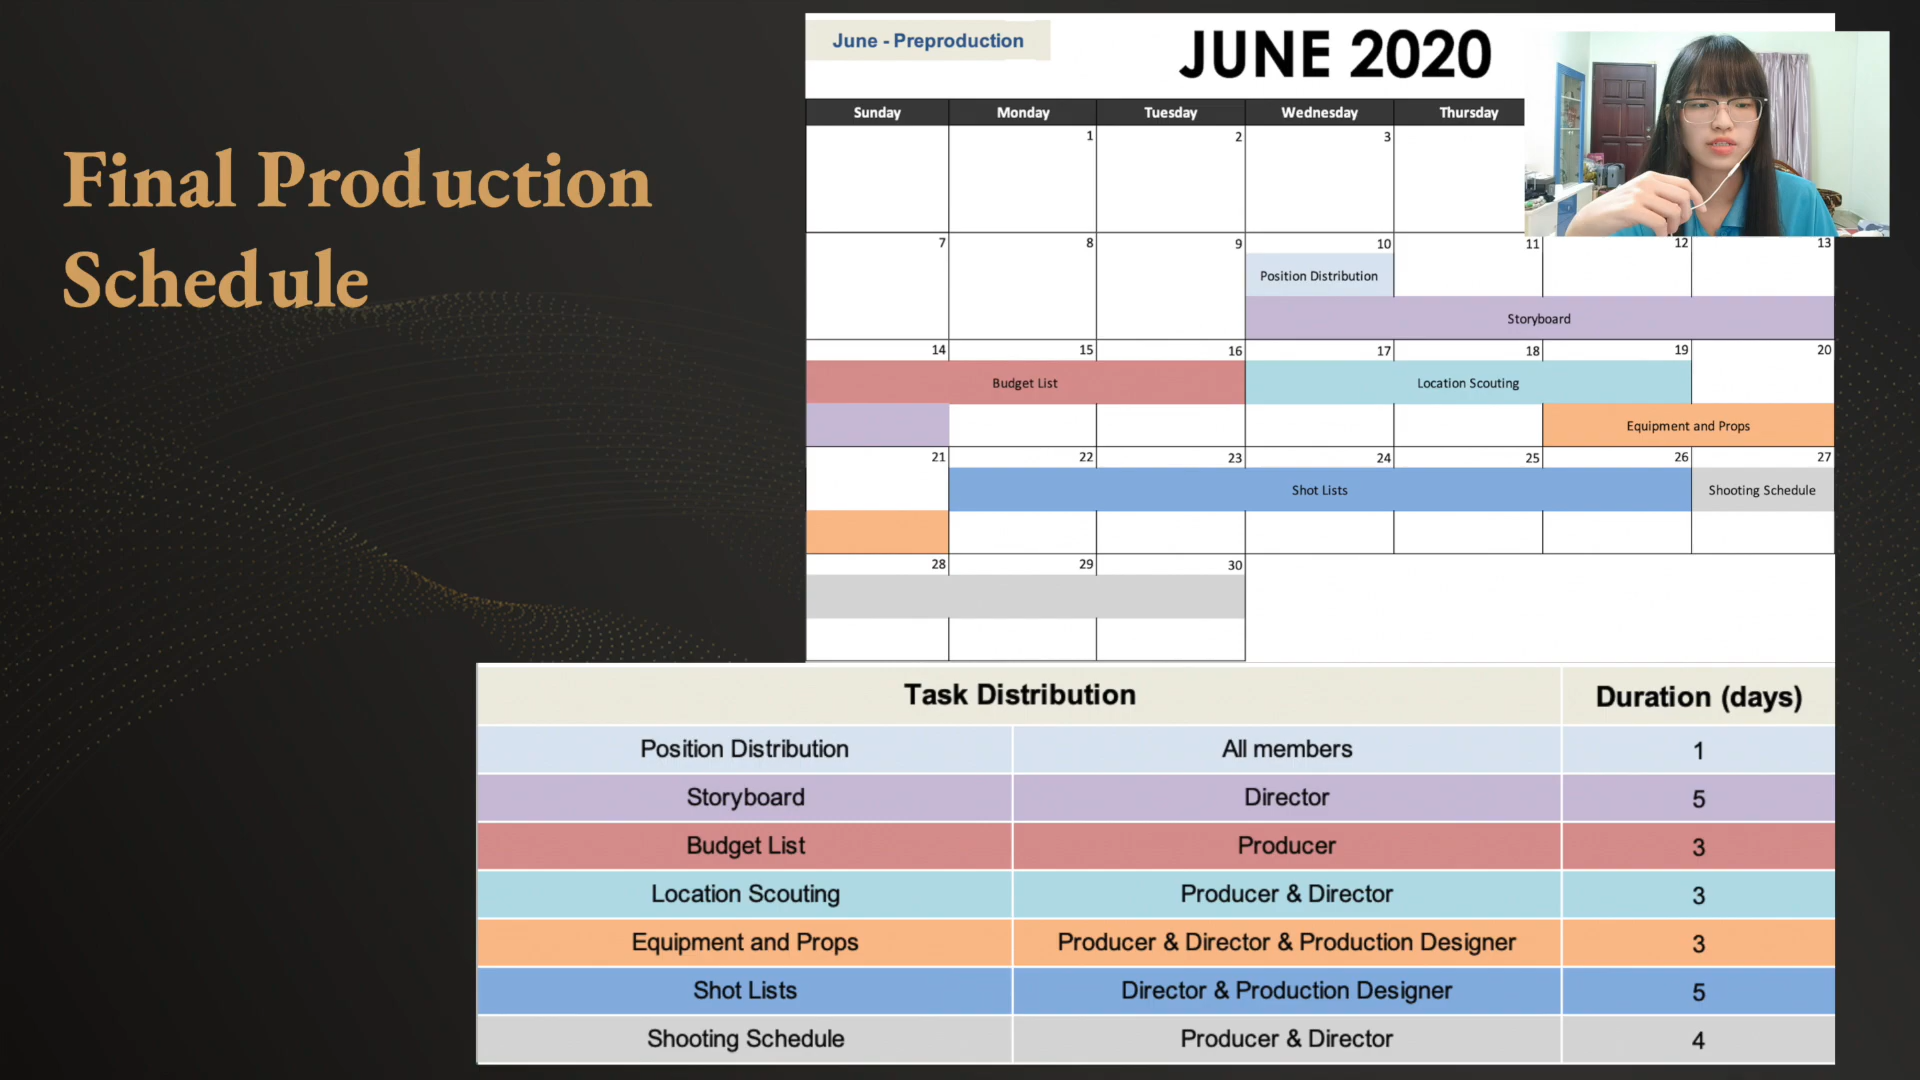 June - Preproduction
JUNE 2020
Final Production
Schedule
Sunday Monday Tuesday Wednesday Thursday
1 2 3
7 8 9 10 11 12 13
Position Distribution
Storyboard
14 15 16 17 18 19 20
Budget List Location Scouting
Equipment and Props
21 22 23 24 25 26 27
Shot Lists Shooting Schedule
28 29 30
Task Distribution Duration (days)
Position Distribution All members 1
Storyboard Director 5
Budget List Producer 3
Location Scouting Producer & Director 3
Equipment and Props Producer & Director & Production Designer 3
Shot Lists Director & Production Designer 5
Shooting Schedule Producer & Director 4